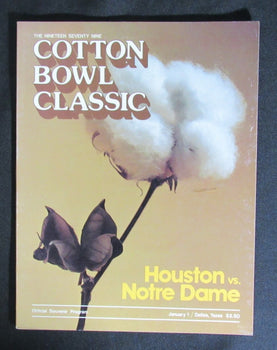 THE NINETEEN SEVENTY NINE
COTTON
BOWL
CLASSIC
Houston vs.
Notre Dame
Official Souvenir Program
January 1 / Dallas, Texas $2.50